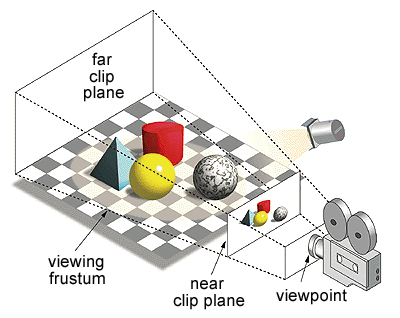 far
clip
plane
viewing
frustum
near
clip plane
viewpoint